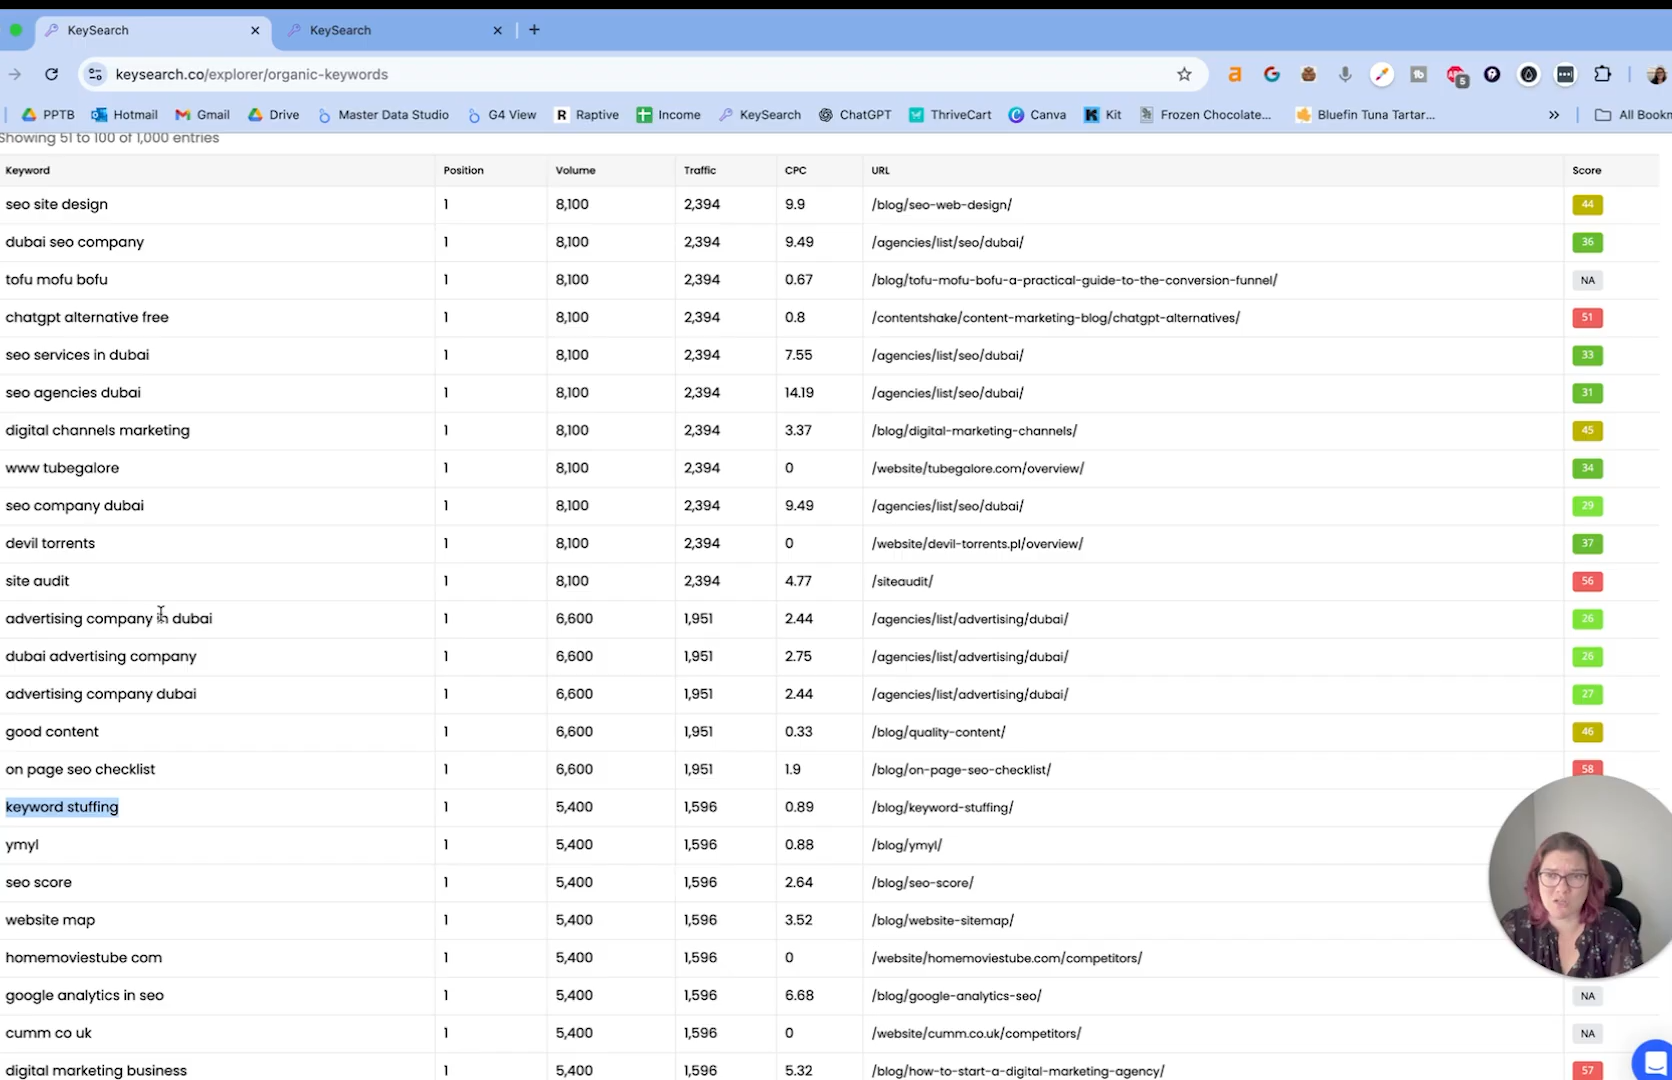 KeySearch KeySearch
keysearch.co/explorer/organic-keywords
5
PPTB Hotmail Gmail Drive Master Data Studio G4 View R Raptive Income KeySearch ChatGPT ThriveCart Canva Kit Frozen Chocolate... Bluefin Tuna Tartar... All Bookm
Showing 51 to 100 of 1,000 entries
Keyword Position Volume Traffic CPC URL Score
seo site design 1 8,100 2,394 9.9 /blog/seo-web-design/ 44
dubai seo company 1 8,100 2,394 9.49 /agencies/list/seo/dubai/ 36
tofu mofu bofu 1 8,100 2,394 0.67 /blog/tofu-mofu-bofu-a-practical-guide-to-the-conversion-funnel/ NA
chatgpt alternative free 1 8,100 2,394 0.8 /contentshake/content-marketing-blog/chatgpt-alternatives/ 51
seo services in dubai 1 8,100 2,394 7.55 /agencies/list/seo/dubai/ 33
seo agencies dubai 1 8,100 2,394 14.19 /agencies/list/seo/dubai/ 31
digital channels marketing 1 8,100 2,394 3.37 /blog/digital-marketing-channels/ 45
www tubegalore 1 8,100 2,394 0 /website/tubegalore.com/overview/ 34
seo company dubai 1 8,100 2,394 9.49 /agencies/list/seo/dubai/ 29
devil torrents 1 8,100 2,394 0 /website/devil-torrents.pl/overview/ 37
site audit 1 8,100 2,394 4.77 /siteaudit/ 56
advertising company in dubai 1 6,600 1,951 2.44 /agencies/list/advertising/dubai/ 26
dubai advertising company 1 6,600 1,951 2.75 /agencies/list/advertising/dubai/ 26
advertising company dubai 1 6,600 1,951 2.44 /agencies/list/advertising/dubai/ 27
good content 1 6,600 1,951 0.33 /blog/quality-content/ 46
on page seo checklist 1 6,600 1,951 1.9 /blog/on-page-seo-checklist/ 58
keyword stuffing 1 5,400 1,596 0.89 /blog/keyword-stuffing/
ymyl 1 5,400 1,596 0.88 /blog/ymyl/
seo score 1 5,400 1,596 2.64 /blog/seo-score/
website map 1 5,400 1,596 3.52 /blog/website-sitemap/
homemoviestube com 1 5,400 1,596 0 /website/homemoviestube.com/competitors/
google analytics in seo 1 5,400 1,596 6.68 /blog/google-analytics-seo/ NA
cumm co uk 1 5,400 1,596 0 /website/cumm.co.uk/competitors/ NA
digital marketing business 1 5,400 1,596 5.32 /blog/how-to-start-a-digital-marketing-agency/ 57